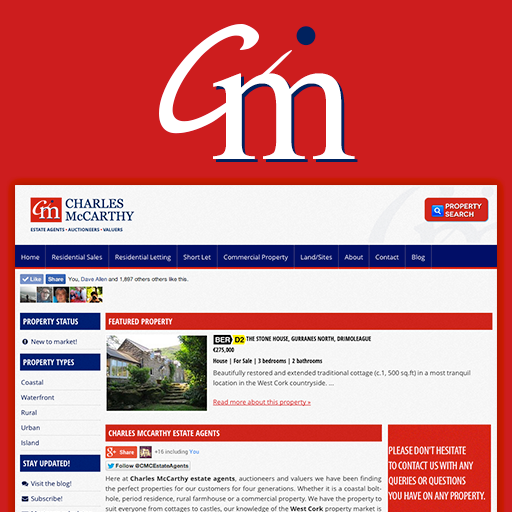 Cm
Cm CHARLES
McCARTHY
ESTATE AGENTS • AUCTIONEERS • VALUERS
PROPERTY
SEARCH
Home Residential Sales Residential Letting Short Let Commercial Property Land/Sites About Contact Blog
Like Share You, Dave Allen and 1,897 others others like this.
PROPERTY STATUS
New to market!
PROPERTY TYPES
Coastal
Waterfront
Rural
Urban
Island
STAY UPDATED!
Visit the blog!
Subscribe!
FEATURED PROPERTY
BER D2 THE STONE HOUSE, GURRANES NORTH, DRIMOLEAGUE
€275,000
House | For Sale | 3 bedrooms | 2 bathrooms
Beautifully restored and extended traditional cottage (c.1, 500 sq.ft) in a most tranquil
location in the West Cork countryside. ...
Read more about this property »
CHARLES MCCARTHY ESTATE AGENTS
Share +16 including You
Follow @CMCEstateAgents
Here at Charles McCarthy estate agents, auctioneers and valuers we have been finding
the perfect properties for our customers for four generations. Whether it is a coastal bolt-
hole, period residence, rural farmhouse or a commercial property. We have the property to
suit everyone from cottages to castles, our knowledge of the West Cork property market is
PLEASE DON'T HESITATE
TO CONTACT US WITH ANY
QUERIES OR QUESTIONS
YOU HAVE ON ANY PROPERTY.